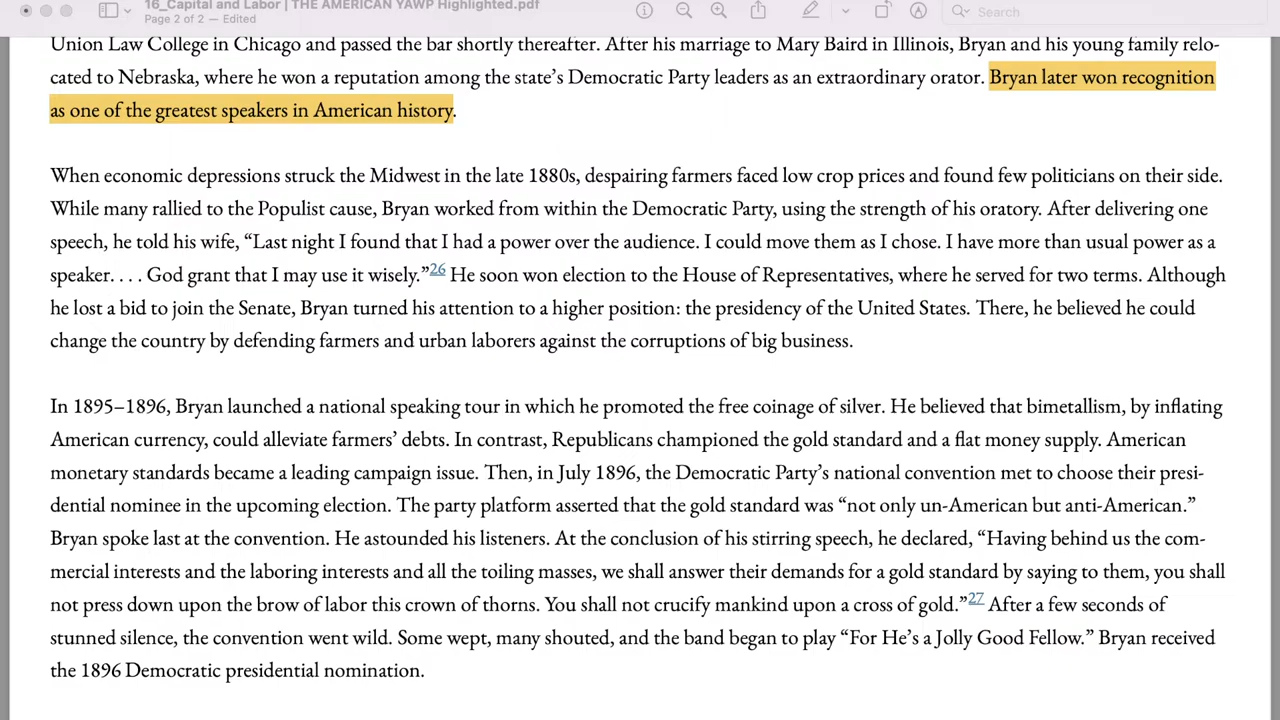 16_Capital and Labor | THE AMERICAN YAWP Highlighted.pdf
Page 2 of 2 — Edited
Search
Union Law College in Chicago and passed the bar shortly thereafter. After his marriage to Mary Baird in Illinois, Bryan and his young family relo-
cated to Nebraska, where he won a reputation among the state’s Democratic Party leaders as an extraordinary orator. Bryan later won recognition
as one of the greatest speakers in American history.
When economic depressions struck the Midwest in the late 1880s, despairing farmers faced low crop prices and found few politicians on their side.
While many rallied to the Populist cause, Bryan worked from within the Democratic Party, using the strength of his oratory. After delivering one
speech, he told his wife, “Last night I found that I had a power over the audience. I could move them as I chose. I have more than usual power as a
speaker. . . . God grant that I may use it wisely.”26 He soon won election to the House of Representatives, where he served for two terms. Although
he lost a bid to join the Senate, Bryan turned his attention to a higher position: the presidency of the United States. There, he believed he could
change the country by defending farmers and urban laborers against the corruptions of big business.
In 1895–1896, Bryan launched a national speaking tour in which he promoted the free coinage of silver. He believed that bimetallism, by inflating
American currency, could alleviate farmers’ debts. In contrast, Republicans championed the gold standard and a flat money supply. American
monetary standards became a leading campaign issue. Then, in July 1896, the Democratic Party’s national convention met to choose their presi-
dential nominee in the upcoming election. The party platform asserted that the gold standard was “not only un-American but anti-American.”
Bryan spoke last at the convention. He astounded his listeners. At the conclusion of his stirring speech, he declared, “Having behind us the com-
mercial interests and the laboring interests and all the toiling masses, we shall answer their demands for a gold standard by saying to them, you shall
not press down upon the brow of labor this crown of thorns. You shall not crucify mankind upon a cross of gold.”27 After a few seconds of
stunned silence, the convention went wild. Some wept, many shouted, and the band began to play “For He’s a Jolly Good Fellow.” Bryan received
the 1896 Democratic presidential nomination.